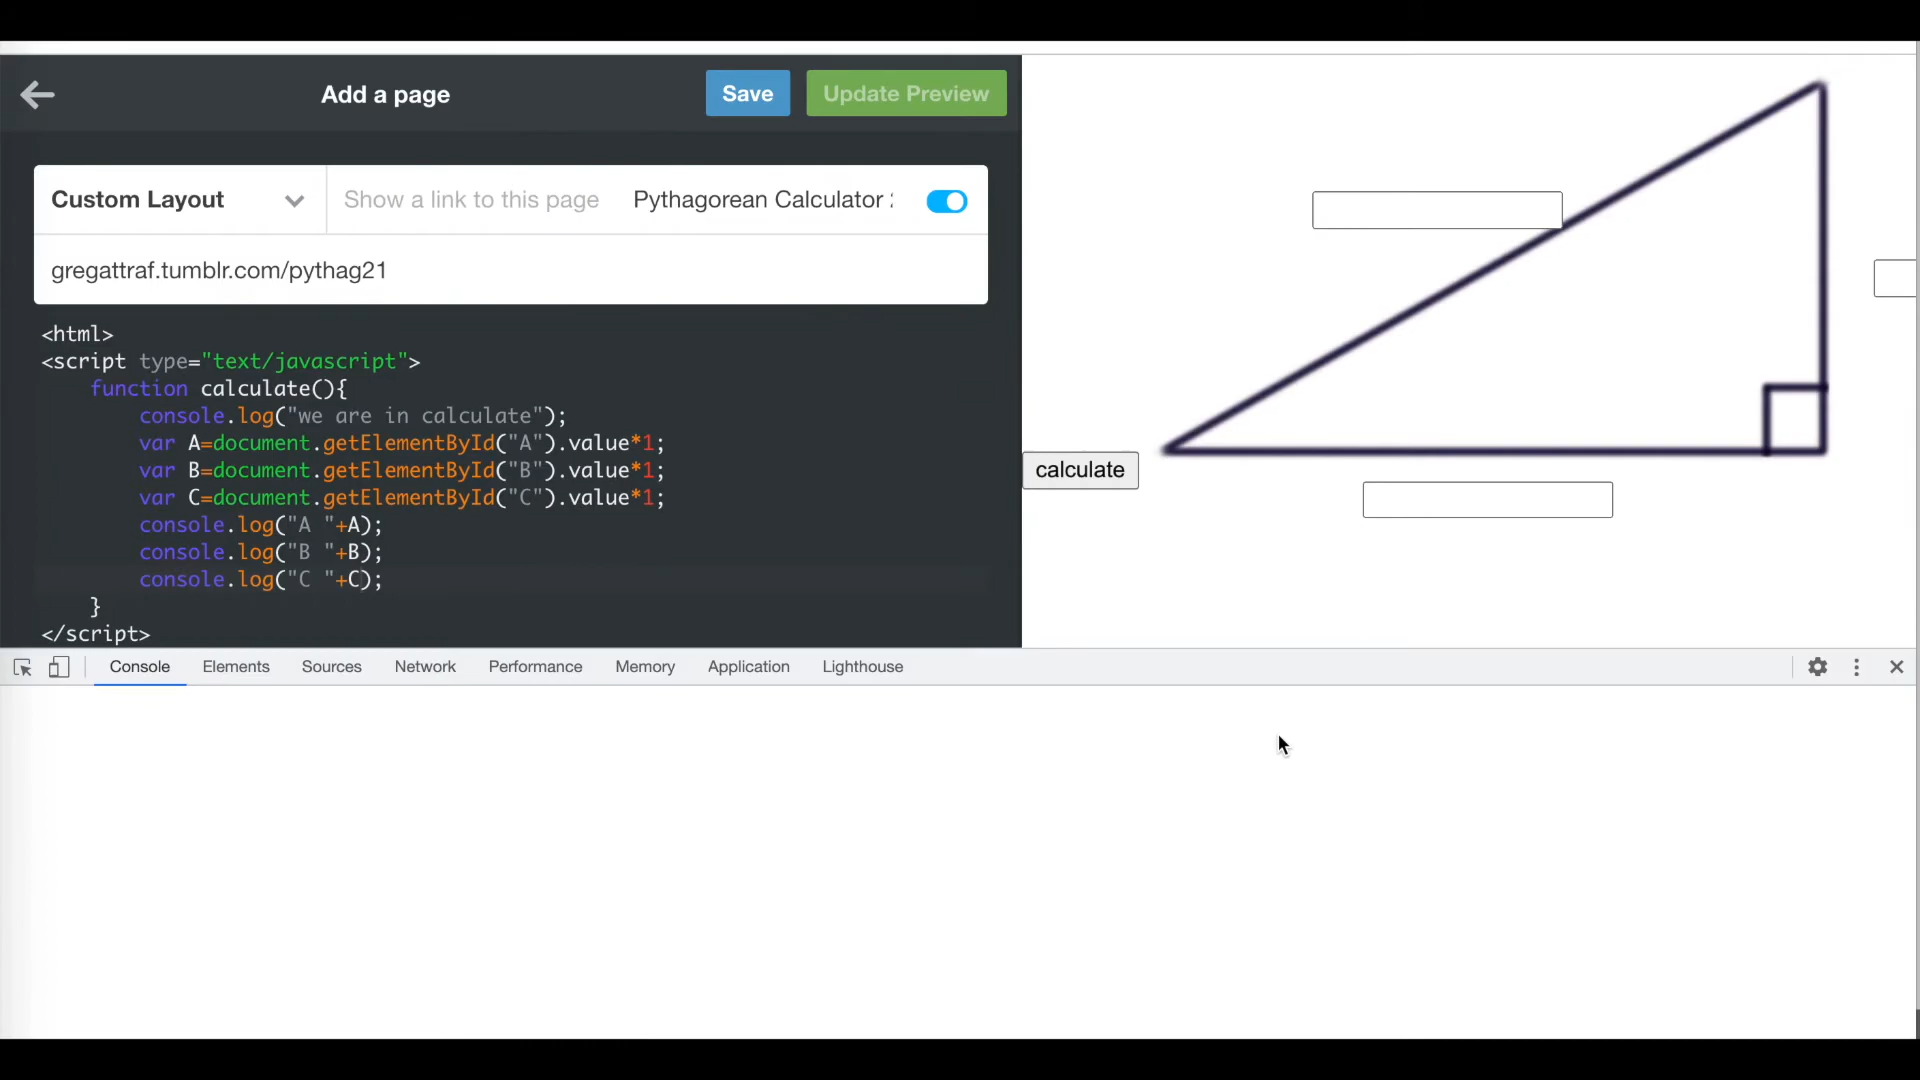 Add a page
Save
Update Preview
Custom Layout
Show a link to this page
Pythagorean Calculator
gregattraf.tumblr.com/pythag21
<html>
<script type="text/javascript">
function calculate(){
console.log("we are in calculate");
var A=document.getElementById("A").value*1;
var B=document.getElementById("B").value*1;
var C=document.getElementById("C").value*1;
console.log("A "+A);
console.log("B "+B);
console.log("C "+C);
}
</script>
calculate
Console Elements Sources Network Performance Memory Application Lighthouse